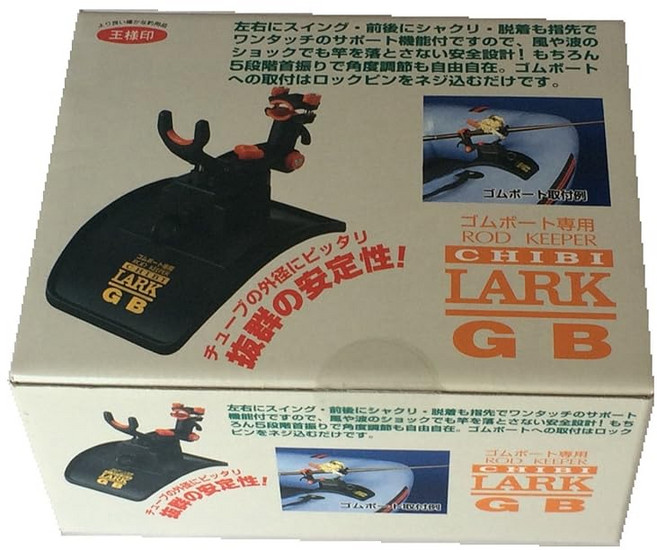 より良い確かな釣用品
王様印
左右にスイング・前後にシャクリ・脱着も指先で
ワンタッチのサポート機能付ですので、風や波の
ショックでも竿を落とさない安全設計！もちろん
5段階首振りで角度調節も自由自在。ゴムボート
への取付はロックピンをネジ込むだけです。
ゴムボート取付例
ゴムボート専用
ROD KEEPER
CHIBI
LARK
GB
チューブの外径にピッタリ
抜群の安定性！
ゴムボート専用
ROD KEEPER
CHIBI
LARK
GB
左右にスイング・前後にシャクリ・脱着も指先でワンタッチのサポート
機能付ですので、風や波のショックでも竿を落とさない安全設計！もち
ろん5段階首振りで角度調節も自由自在。ゴムボートへの取付はロック
ピンをネジ込むだけです。
チューブの外径にピッタリ
抜群の安定性！
LARK
GB
ゴムボート取付例
ゴムボート専用
ROD KEEPER
CHIBI
LARK
GB